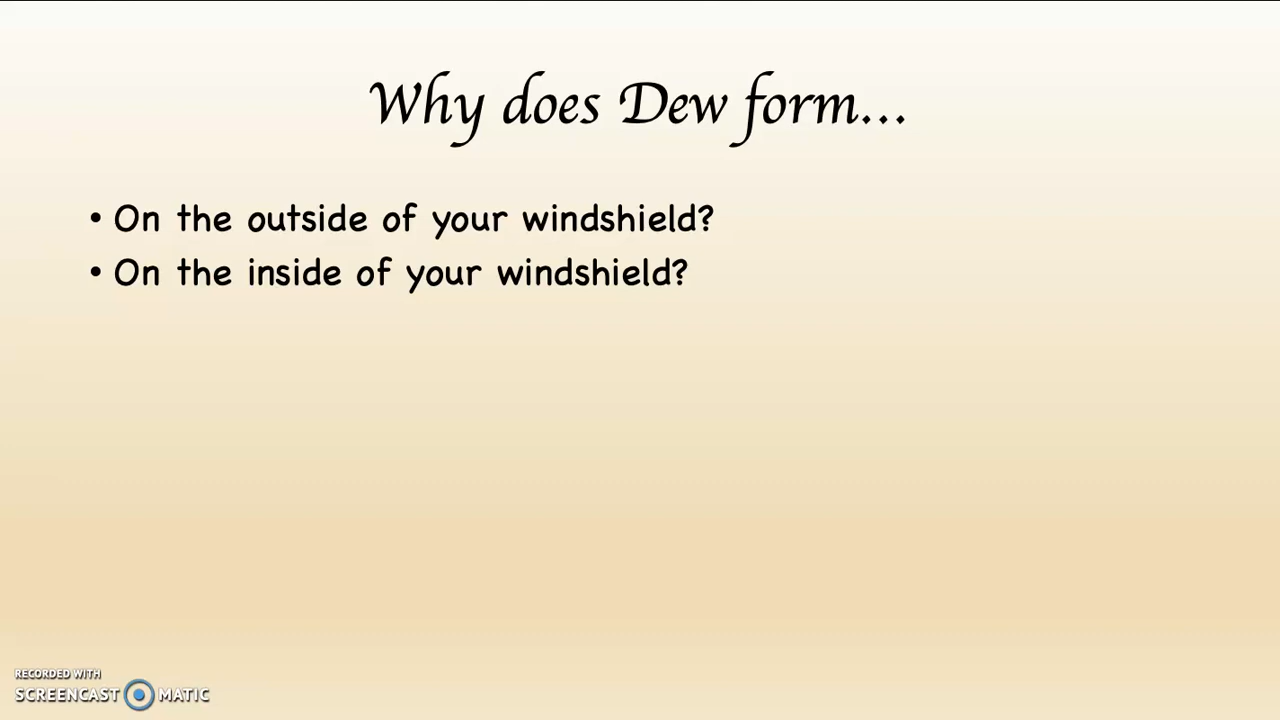 Why does Dew form...
• On the outside of your windshield?
• On the inside of your windshield?
RECORDED WITH
SCREENCAST MATIC